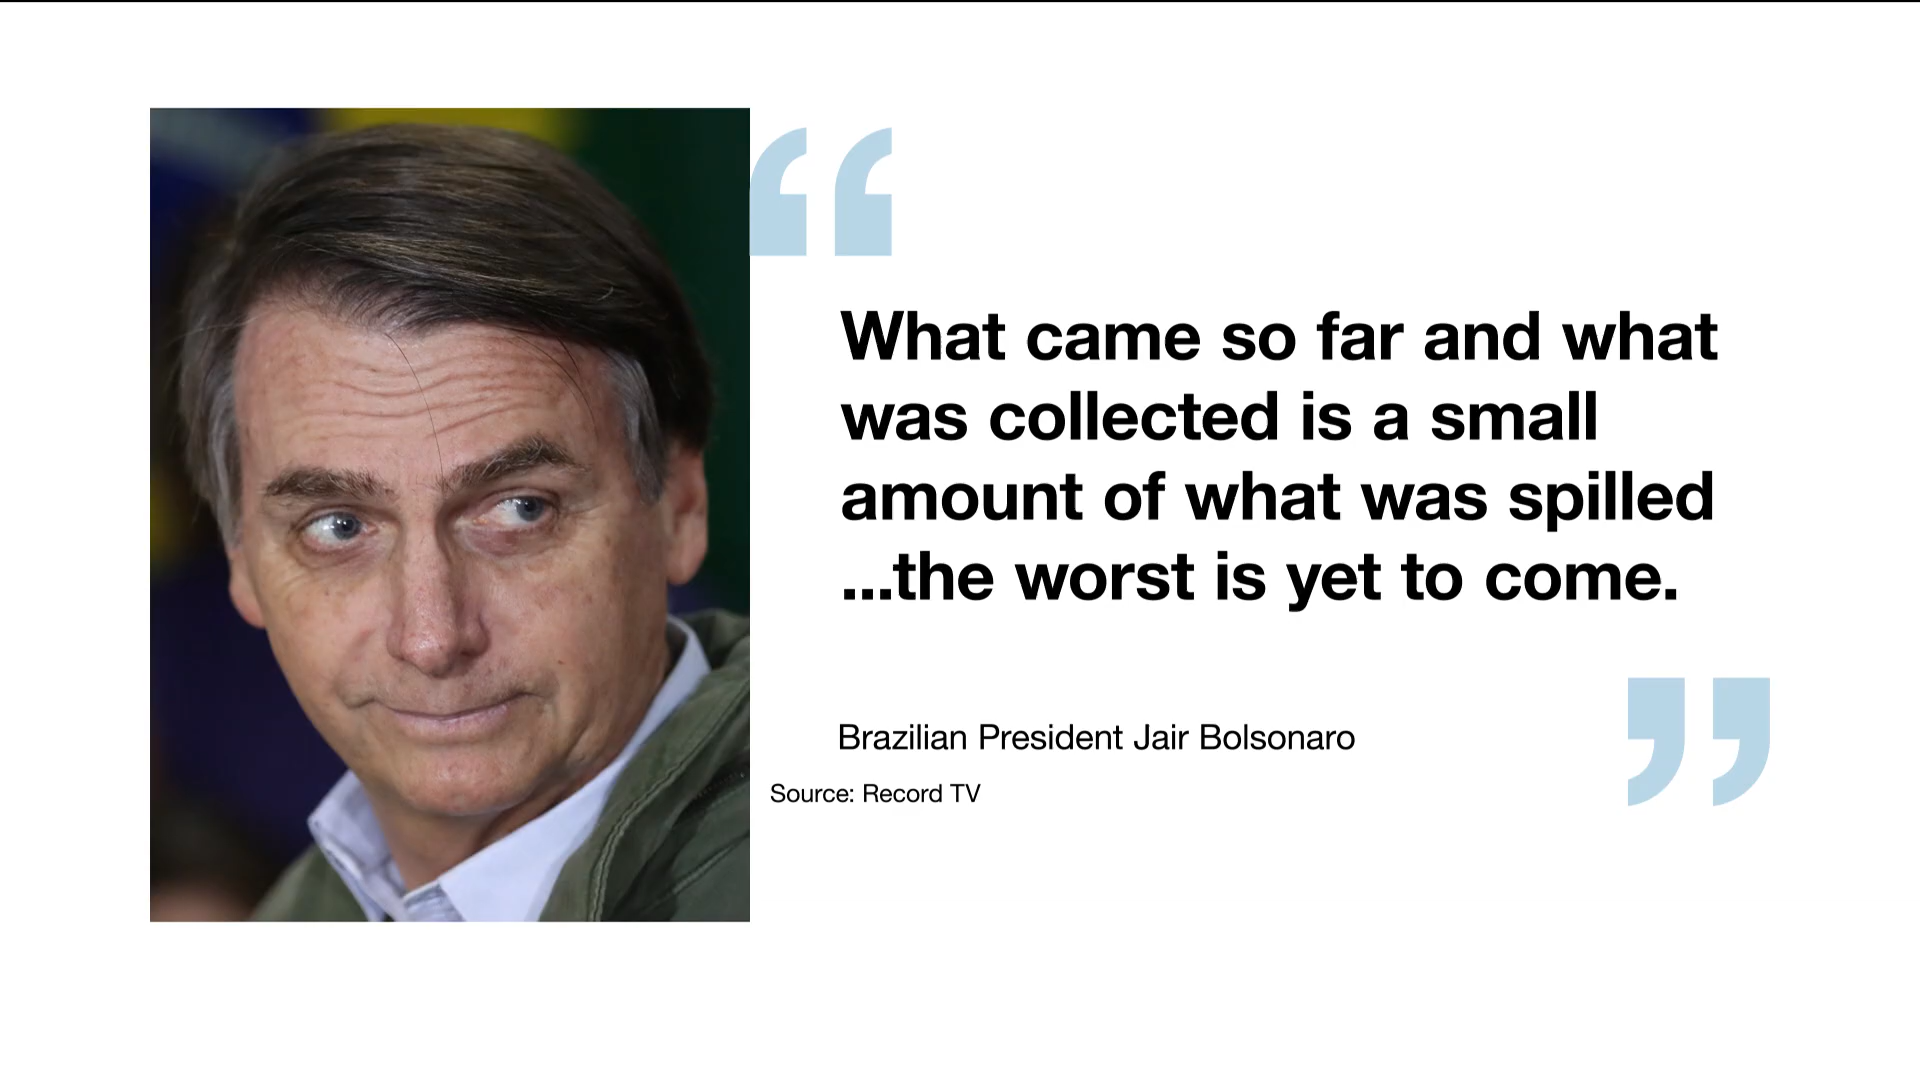 “
What came so far and what
was collected is a small
amount of what was spilled
...the worst is yet to come.
”
Brazilian President Jair Bolsonaro
Source: Record TV